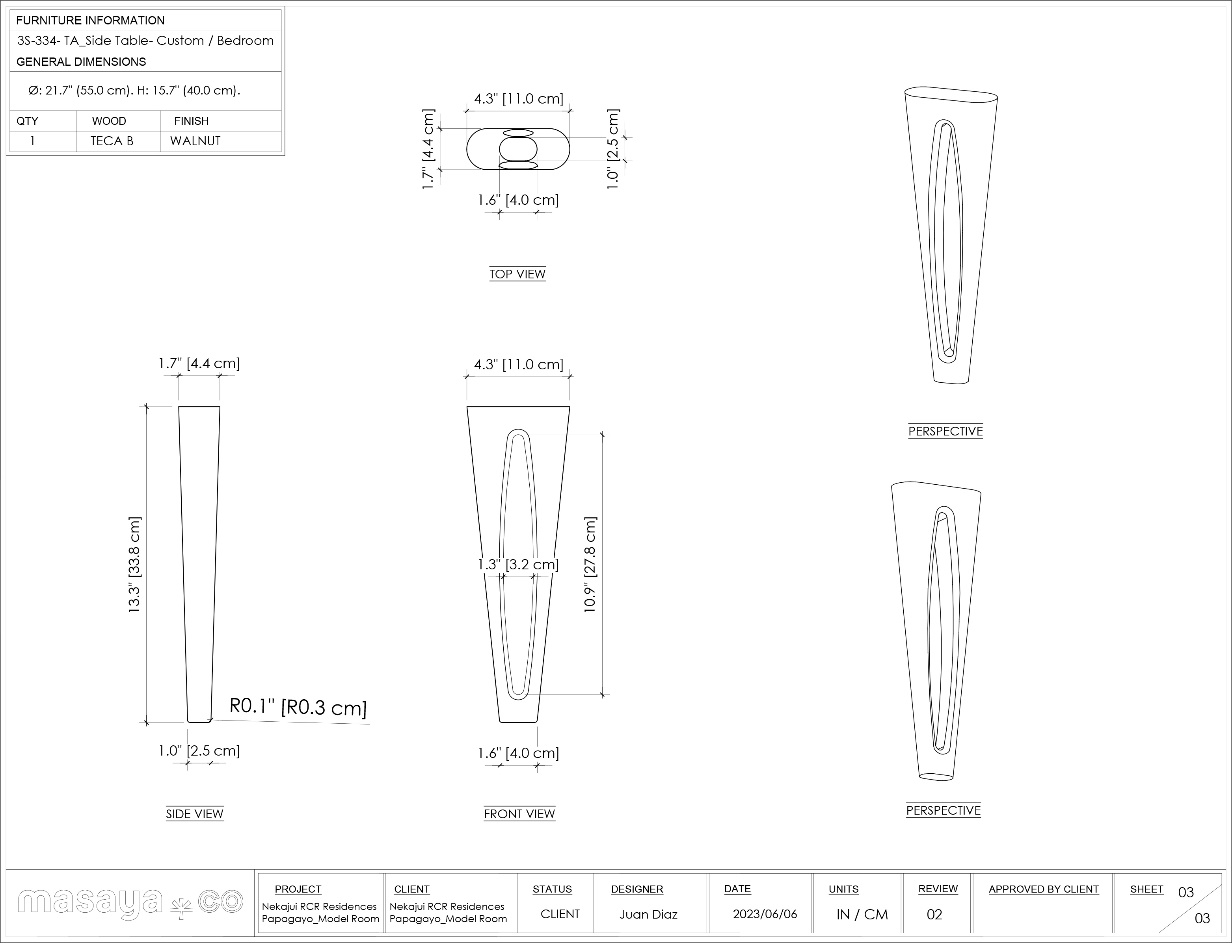 FURNITURE INFORMATION
3S-334- TA_Side Table- Custom / Bedroom
GENERAL DIMENSIONS
Ø: 21.7" (55.0 cm). H: 15.7" (40.0 cm).
QTY WOOD FINISH
1 TECA B WALNUT
4.3" [11.0 cm]
1.7" [4.4 cm]
1.0" [2.5 cm]
1.6" [4.0 cm]
TOP VIEW
PERSPECTIVE
1.7" [4.4 cm]
13.3" [33.8 cm]
R0.1" [R0.3 cm]
1.0" [2.5 cm]
SIDE VIEW
4.3" [11.0 cm]
1.3" [3.2 cm]
10.9" [27.8 cm]
1.6" [4.0 cm]
FRONT VIEW
PERSPECTIVE
masaya co
PROJECT
Nekajui RCR Residences
Papagayo_Model Room
CLIENT
Nekajui RCR Residences
Papagayo_Model Room
STATUS
CLIENT
DESIGNER
Juan Diaz
DATE
2023/06/06
UNITS
IN / CM
REVIEW
02
APPROVED BY CLIENT
SHEET 03
03